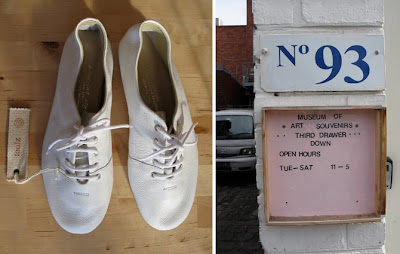 No 93
MUSEUM OF
* ART SOUVENIRS *
THIRD DRAWER
DOWN
OPEN HOURS
TUE-SAT 11-5